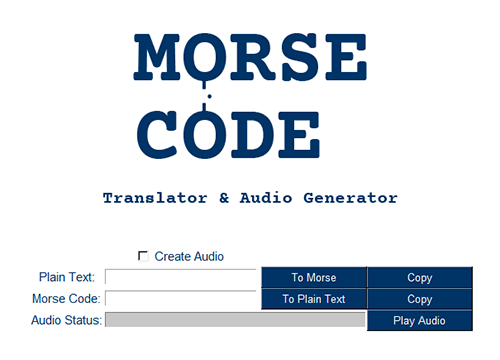 MORSE
CODE
Translator & Audio Generator
Create Audio
Plain Text: To Morse Copy
Morse Code: To Plain Text Copy
Audio Status: Play Audio